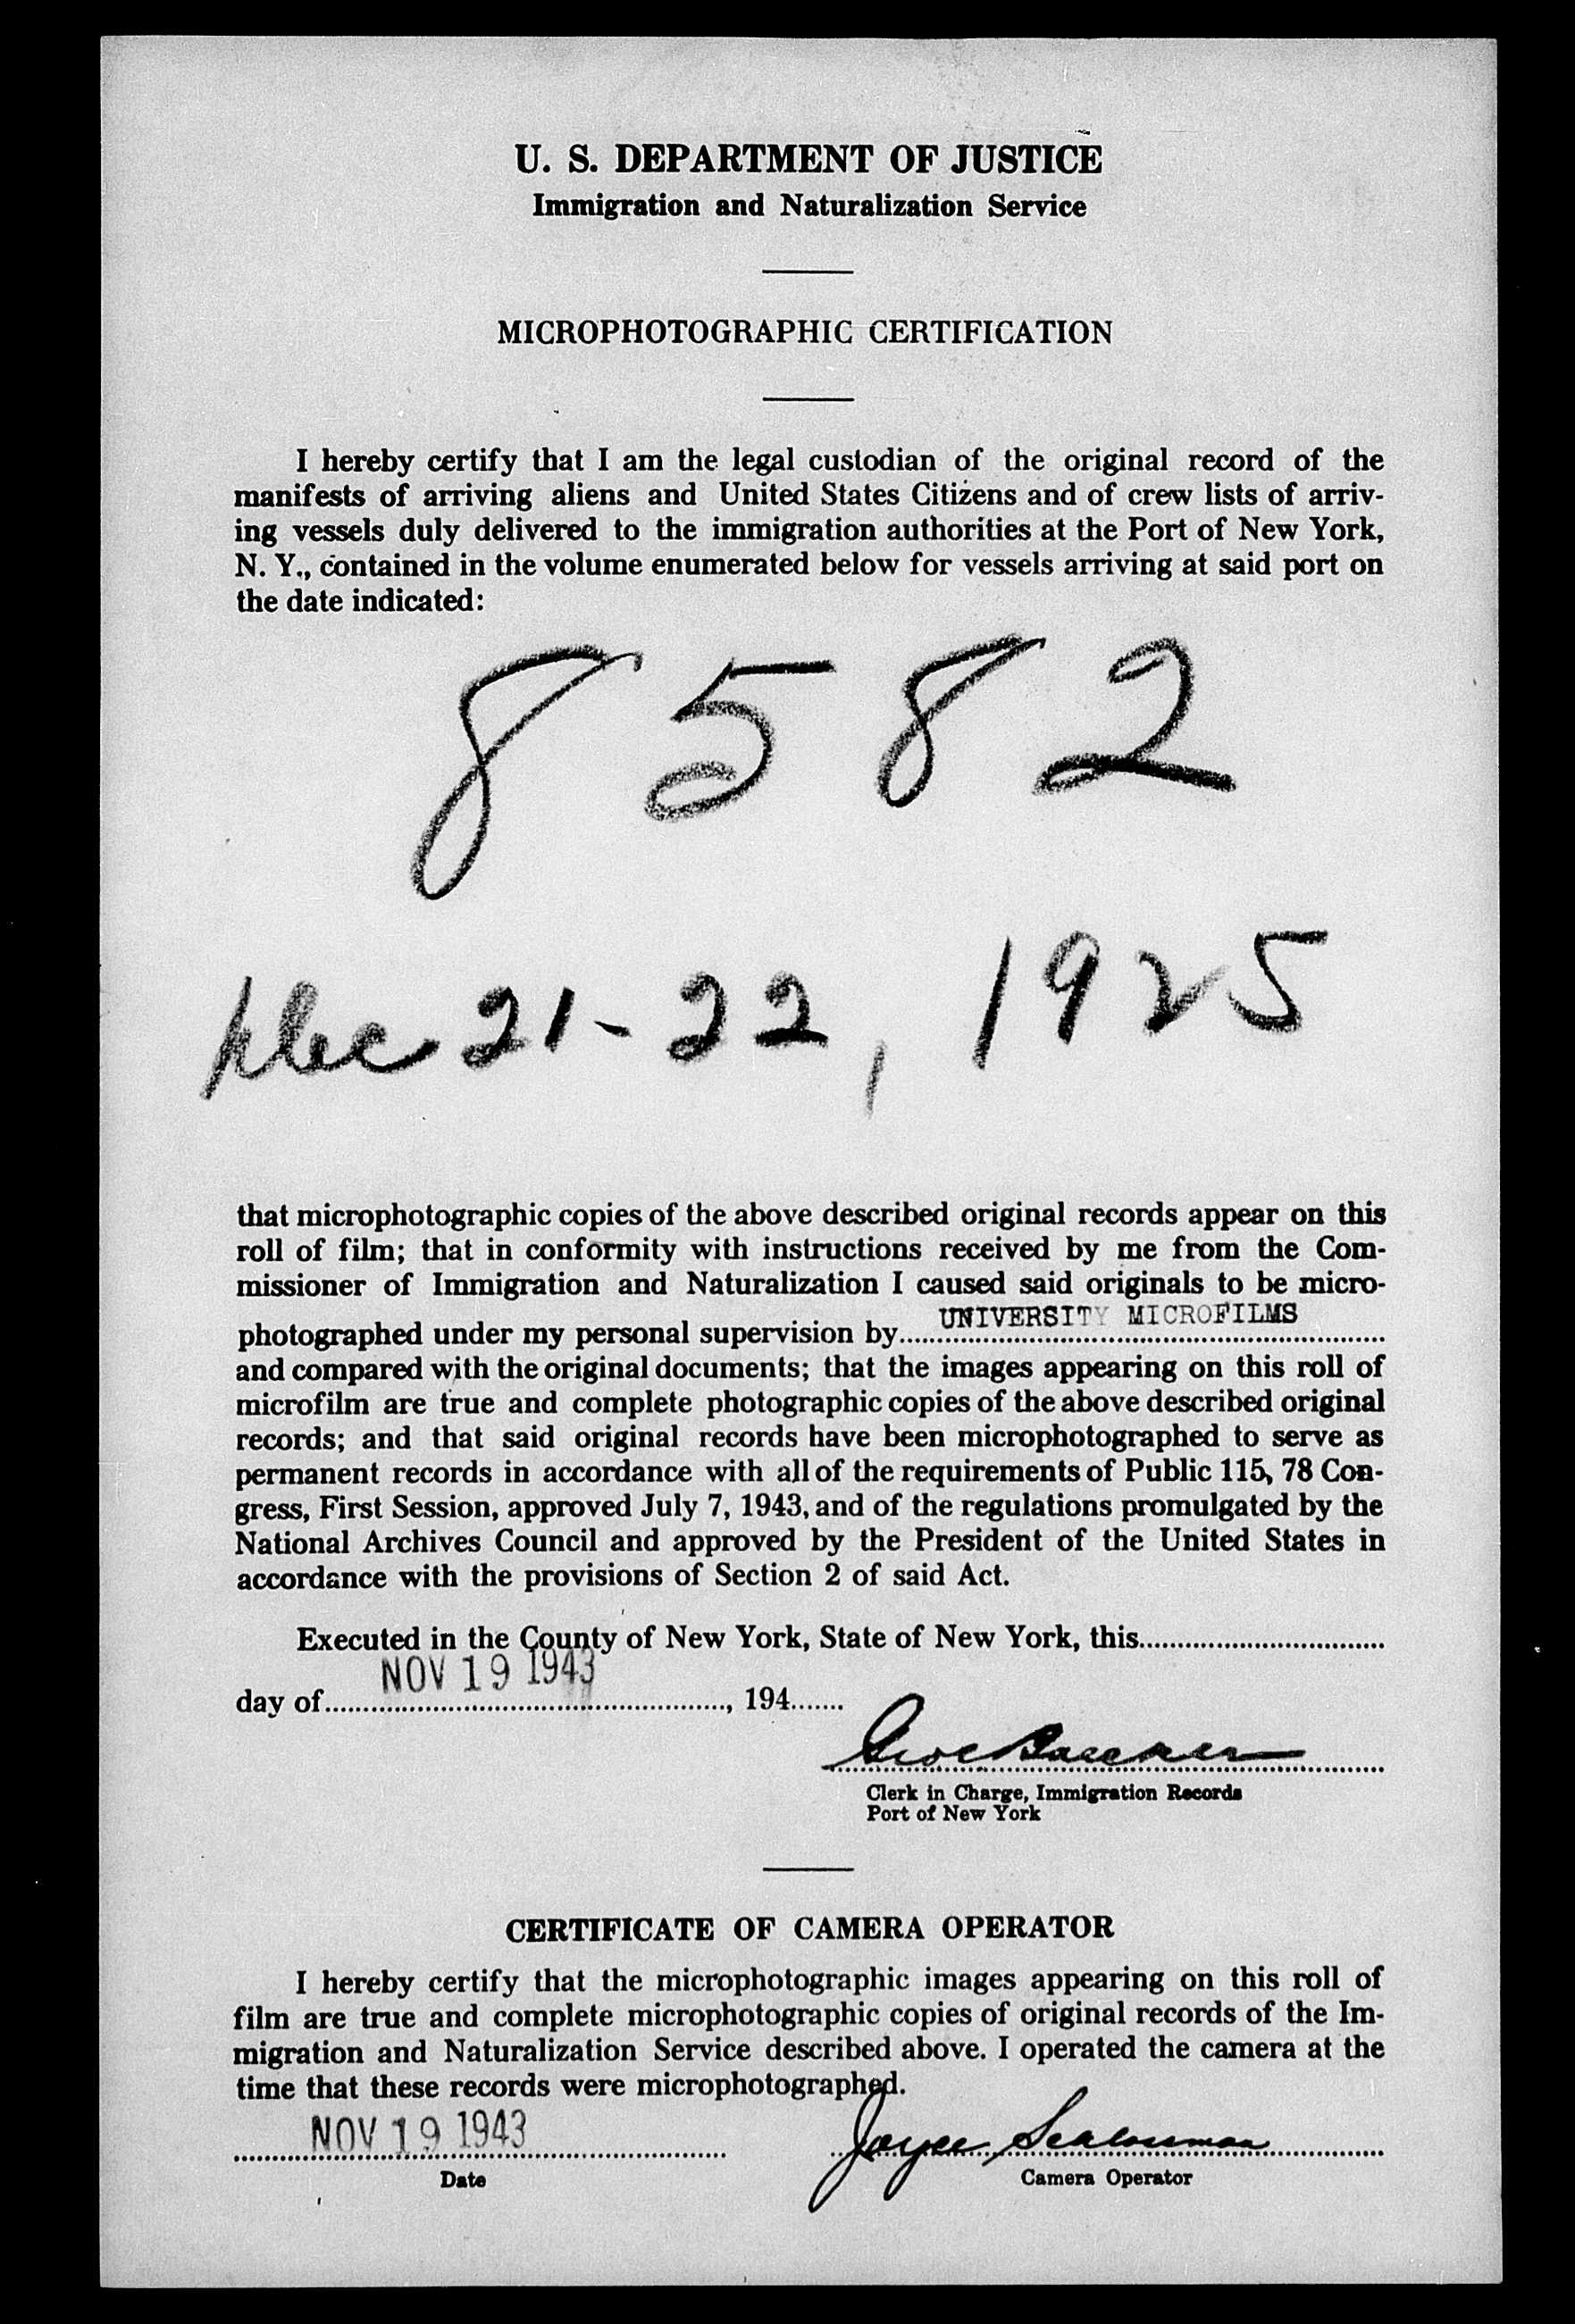 U. S. DEPARTMENT OF JUSTICE
Immigration and Naturalization Service
MICROPHOTOGRAPHIC CERTIFICATION
I hereby certify that I am the legal custodian of the original record of the
manifests of arriving aliens and United States Citizens and of crew lists of arriv-
ing vessels duly delivered to the immigration authorities at the Port of New York,
N. Y., contained in the volume enumerated below for vessels arriving at said port on
the date indicated:
8582
Dec 21-22, 1925
that microphotographic copies of the above described original records appear on this
roll of film; that in conformity with instructions received by me from the Com-
missioner of Immigration and Naturalization I caused said originals to be micro-
photographed under my personal supervision by UNIVERSITY MICROFILMS
and compared with the original documents; that the images appearing on this roll of
microfilm are true and complete photographic copies of the above described original
records; and that said original records have been microphotographed to serve as
permanent records in accordance with all of the requirements of Public 115, 78 Con-
gress, First Session, approved July 7, 1943, and of the regulations promulgated by the
National Archives Council and approved by the President of the United States in
accordance with the provisions of Section 2 of said Act.
Executed in the County of New York, State of New York, this
day of NOV 19 1943, 194
Clerk in Charge, Immigration Records
Port of New York
CERTIFICATE OF CAMERA OPERATOR
I hereby certify that the microphotographic images appearing on this roll of
film are true and complete microphotographic copies of original records of the Im-
migration and Naturalization Service described above. I operated the camera at the
time that these records were microphotographed.
NOV 19 1943 Joyce
Date Camera Operator